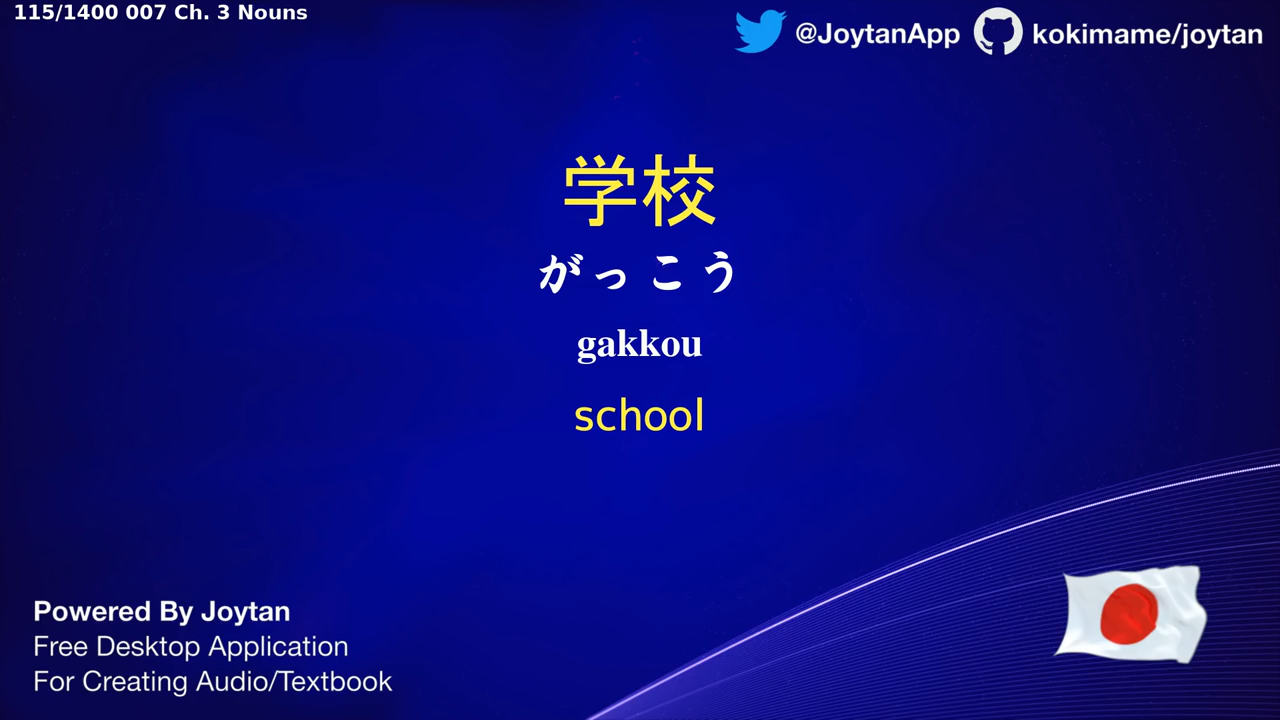 115/1400 007 Ch. 3 Nouns
@JoytanApp kokimame/joytan
学校
がっこう
gakkou
school
Powered By Joytan
Free Desktop Application
For Creating Audio/Textbook